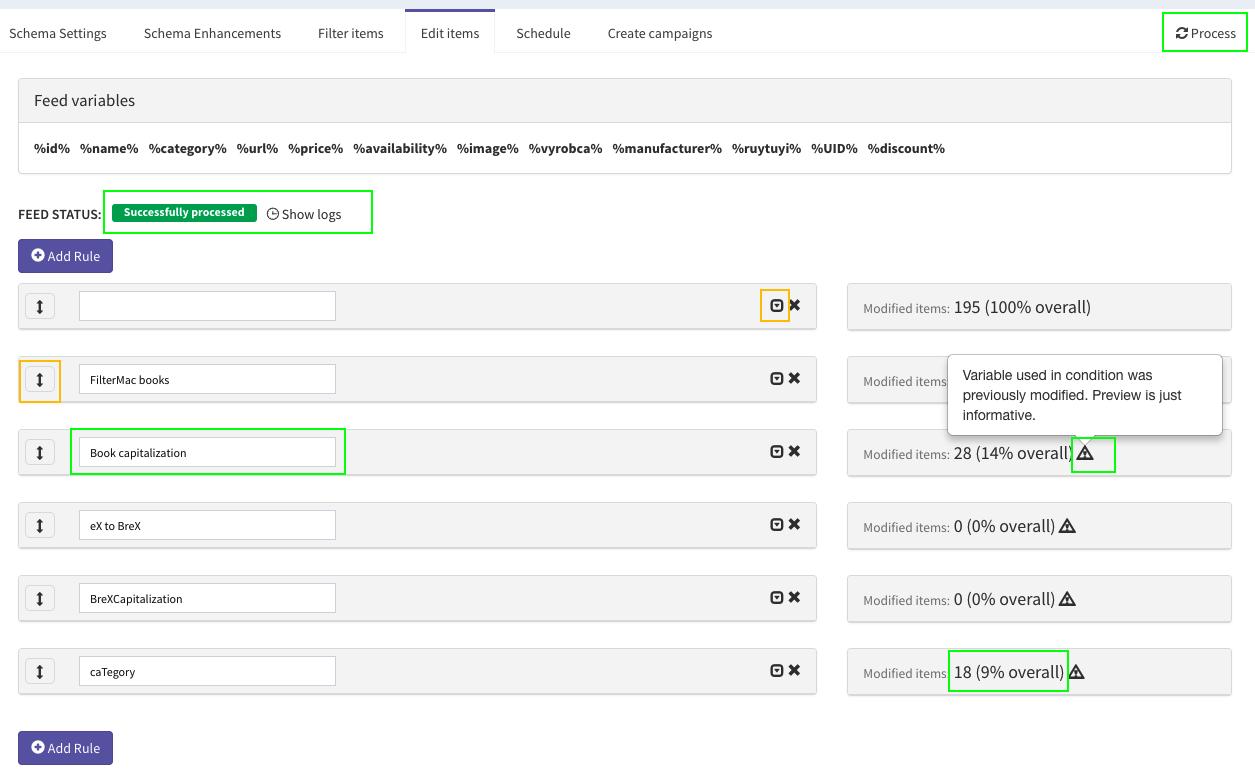 Schema Settings
Schema Enhancements
Filter items
Edit items
Schedule
Create campaigns
Process
Feed variables
%id% %name% %category% %url% %price% %availability% %image% %vyrobca% %manufacturer% %ruytuyi% %UID% %discount%
FEED STATUS: Successfully processed Show logs
Add Rule
Modified items: 195 (100% overall)
FilterMac books
Modified items
Variable used in condition was
previously modified. Preview is just
informative.
Book capitalization
Modified items: 28 (14% overall)
eX to BreX
Modified items: 0 (0% overall)
BreXCapitalization
Modified items: 0 (0% overall)
caTegory
Modified items: 18 (9% overall)
Add Rule